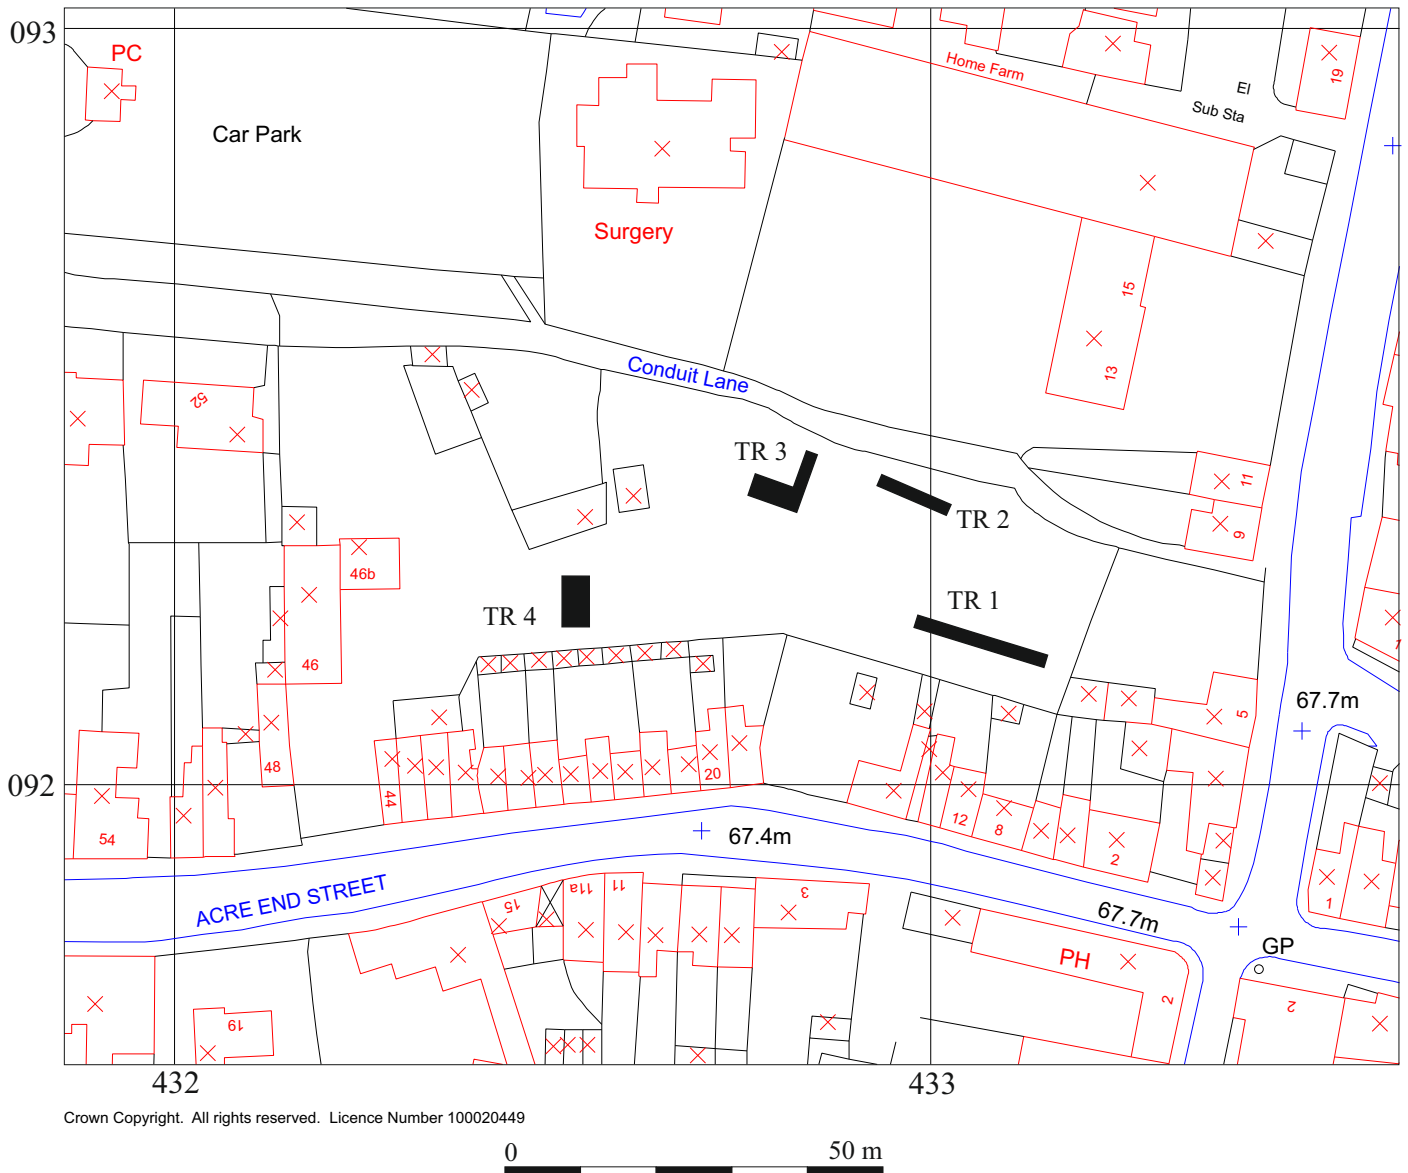 093
PC
Car Park
Surgery
Home Farm
El
Sub Sta
19
15
13
Conduit Lane
52
TR 3
TR 2
11
9
46b
TR 4
TR 1
46
5
67.7m
48
20
092
44
54
12
8
2
67.4m
ACRE END STREET
15
11a
11
3
67.7m
1
GP
PH
2
2
19
1
432
433
Crown Copyright. All rights reserved. Licence Number 100020449
0
50 m